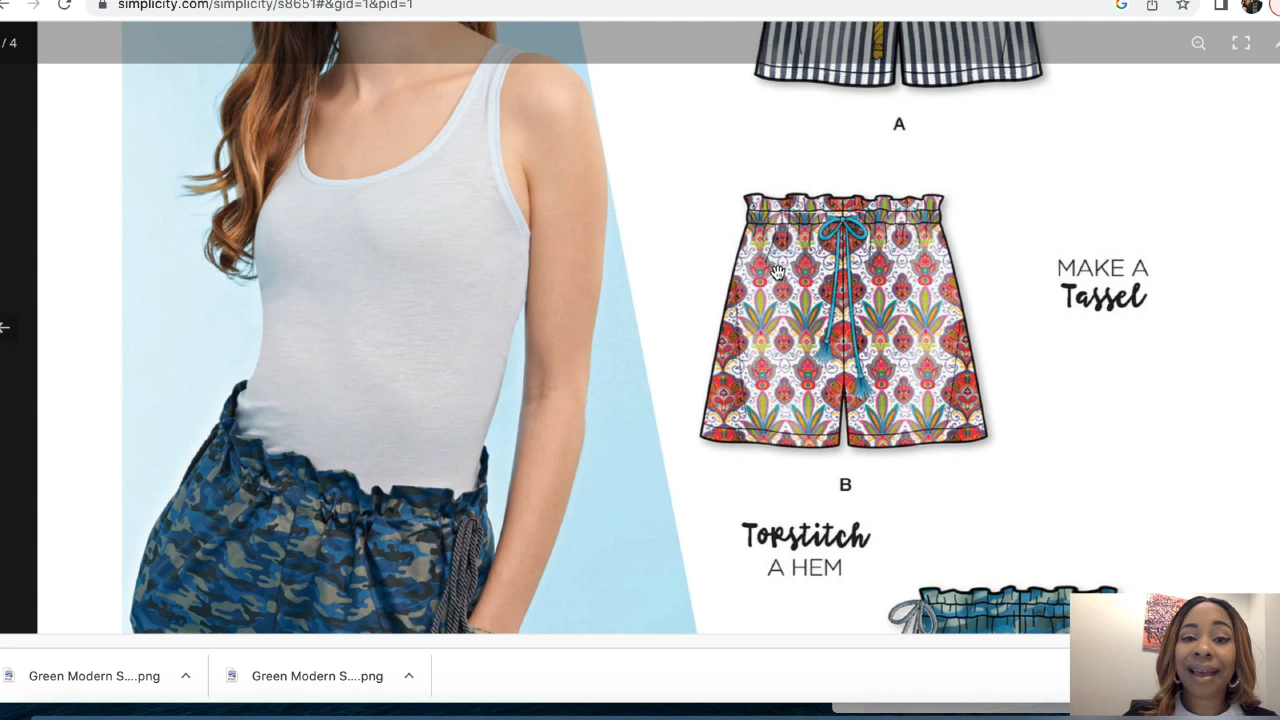 simplicity.com/simplicity/s8651#&gid=1&pid=1
/ 4
A
MAKE A
Tassel
B
Topstitch
A HEM
Green Modern S....png
Green Modern S....png